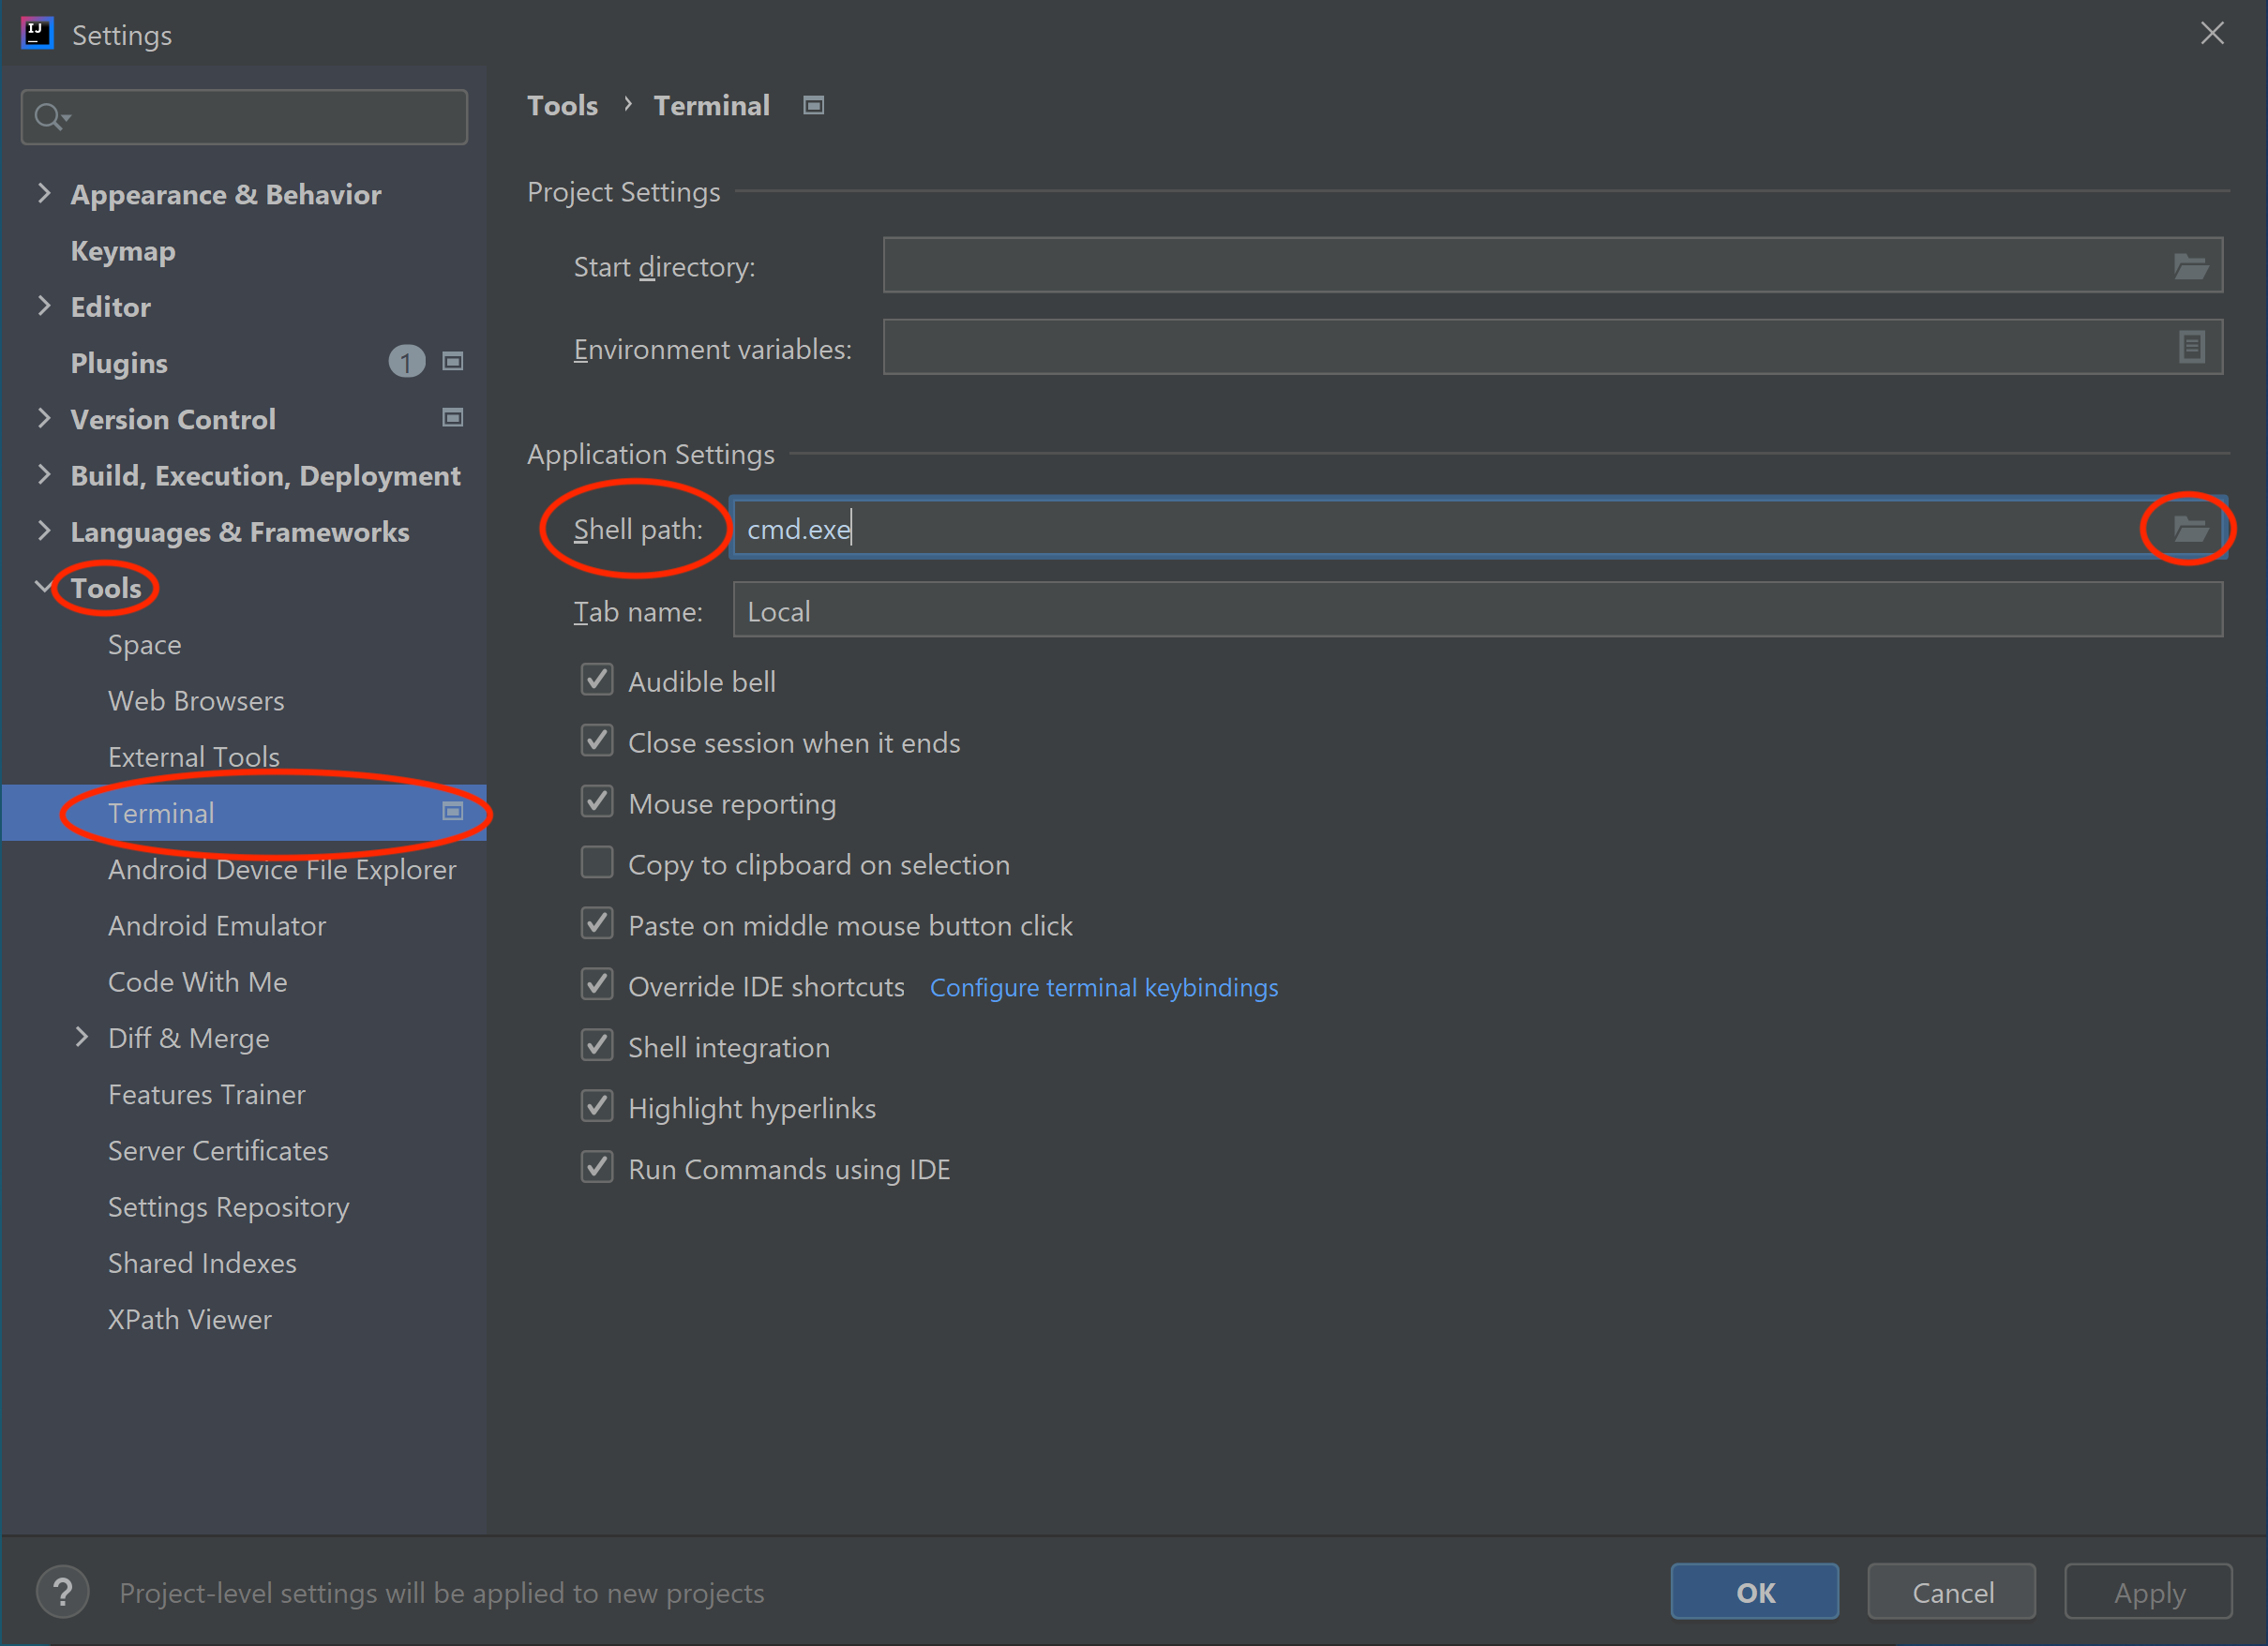 IJ
Settings
Appearance & Behavior
Keymap
Editor
Plugins 1
Version Control
Build, Execution, Deployment
Languages & Frameworks
Tools
Space
Web Browsers
External Tools
Terminal
Android Device File Explorer
Android Emulator
Code With Me
Diff & Merge
Features Trainer
Server Certificates
Settings Repository
Shared Indexes
XPath Viewer
Tools › Terminal
Project Settings
Start directory:
Environment variables:
Application Settings
Shell path: cmd.exe
Tab name: Local
Audible bell
Close session when it ends
Mouse reporting
Copy to clipboard on selection
Paste on middle mouse button click
Override IDE shortcuts Configure terminal keybindings
Shell integration
Highlight hyperlinks
Run Commands using IDE
? Project-level settings will be applied to new projects
OK Cancel Apply